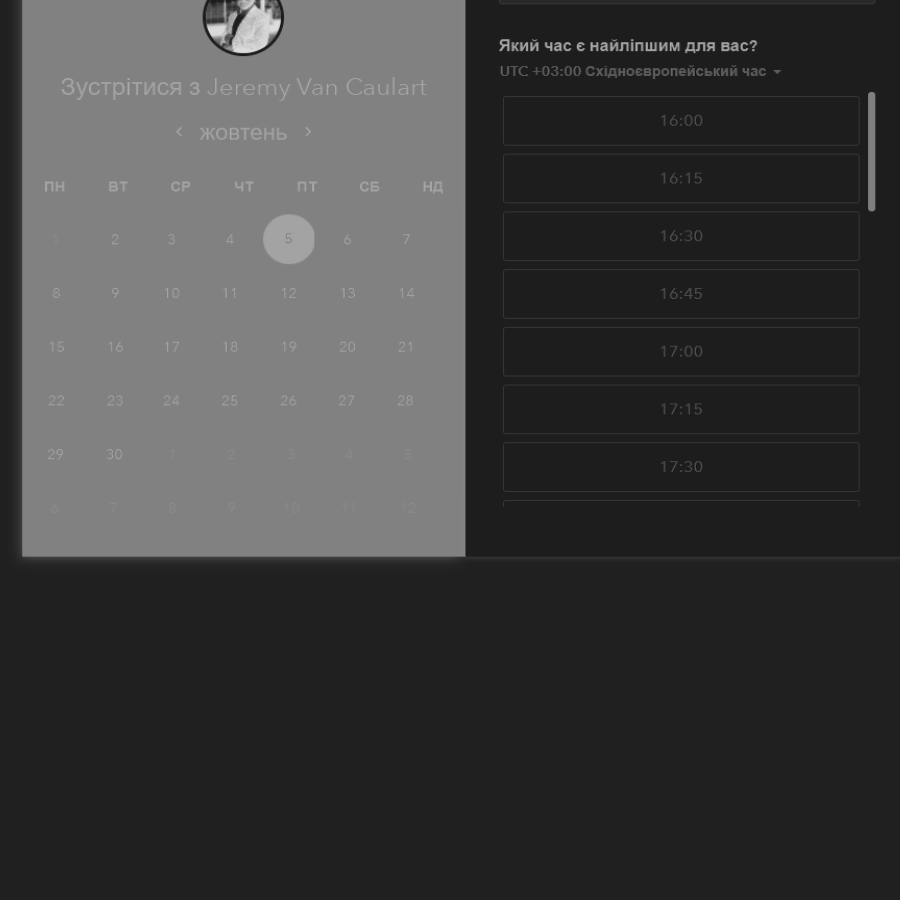 Зустрітися з Jeremy Van Caulart
жовтень
ПН ВТ СР ЧТ ПТ СБ НД
1 2 3 4 5 6 7
8 9 10 11 12 13 14
15 16 17 18 19 20 21
22 23 24 25 26 27 28
29 30 1 2 3 4 5
6 7 8 9 10 11 12
Який час є найліпшим для вас?
UTC +03:00 Східноєвропейський час
16:00
16:15
16:30
16:45
17:00
17:15
17:30